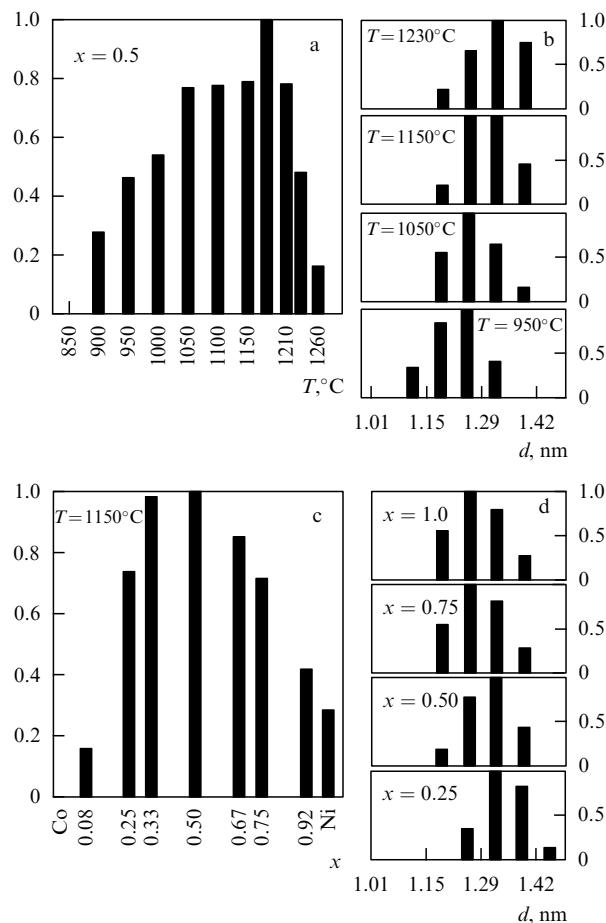 1.0
x = 0.5
a
0.8
0.6
0.4
0.2
0
850
900
950
1000
1050
1100
1150
1210
1260
T,°C
T = 1230°C
b
0.5
0
T = 1150°C
0.5
0
T = 1050°C
0.5
0
T = 950°C
0.5
0
1.01
1.15
1.29
1.42
d, nm
1.0
T = 1150°C
c
0.8
0.6
0.4
0.2
0
Co
0.08
0.25
0.33
0.50
0.67
0.75
0.92
Ni
x
x = 1.0
d
0.5
0
x = 0.75
0.5
0
x = 0.50
0.5
0
x = 0.25
0.5
0
1.01
1.15
1.29
1.42
d, nm